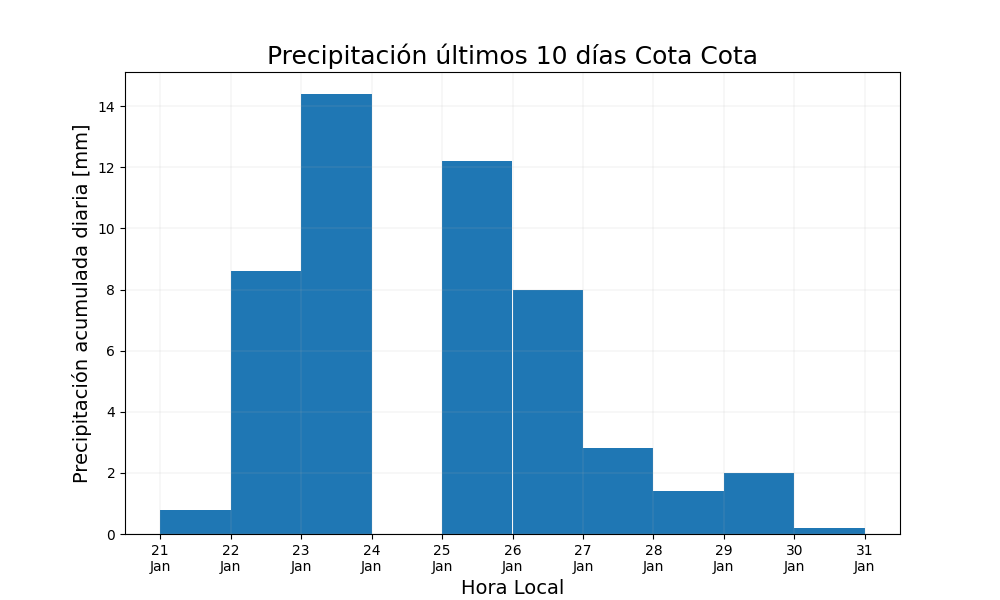 Precipitación últimos 10 días Cota Cota
Precipitación acumulada diaria [mm]
14
12
10
8
6
4
2
0
21 22 23 24 25 26 27 28 29 30 31
Jan Jan Jan Jan Jan Jan Jan Jan Jan Jan Jan
Hora Local